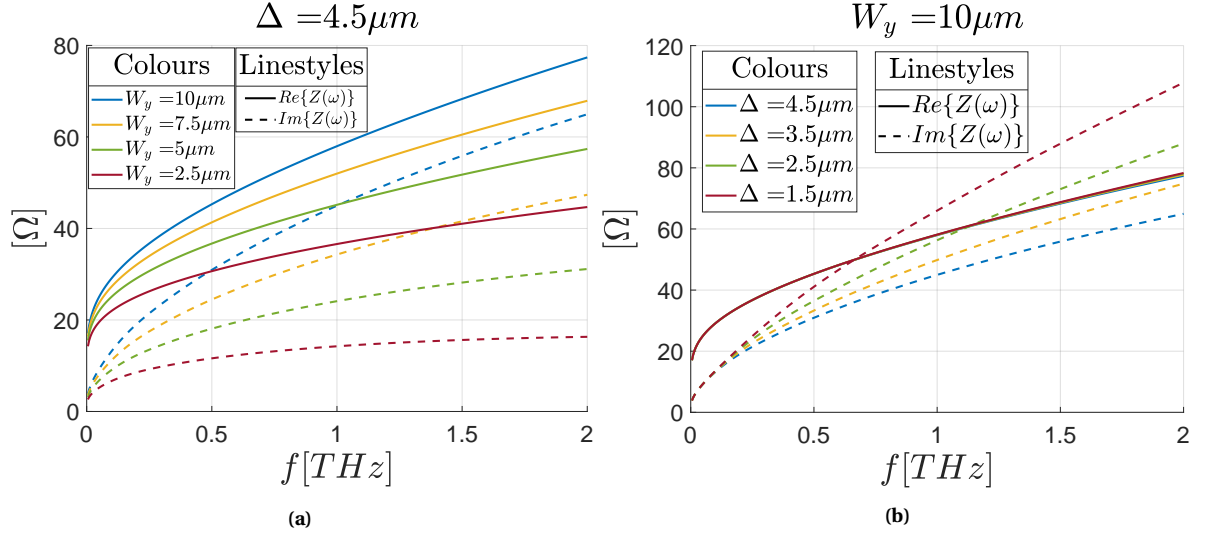 Δ =4.5μm
80
60
40
20
0
[Ω]
Colours
W_y =10μm
W_y =7.5μm
W_y =5μm
W_y =2.5μm
Linestyles
Re{Z(ω)}
Im{Z(ω)}
0 0.5 1 1.5 2
f[THz]
(a)
W_y =10μm
120
100
80
60
40
20
0
[Ω]
Colours
Δ =4.5μm
Δ =3.5μm
Δ =2.5μm
Δ =1.5μm
Linestyles
Re{Z(ω)}
Im{Z(ω)}
0 0.5 1 1.5 2
f[THz]
(b)